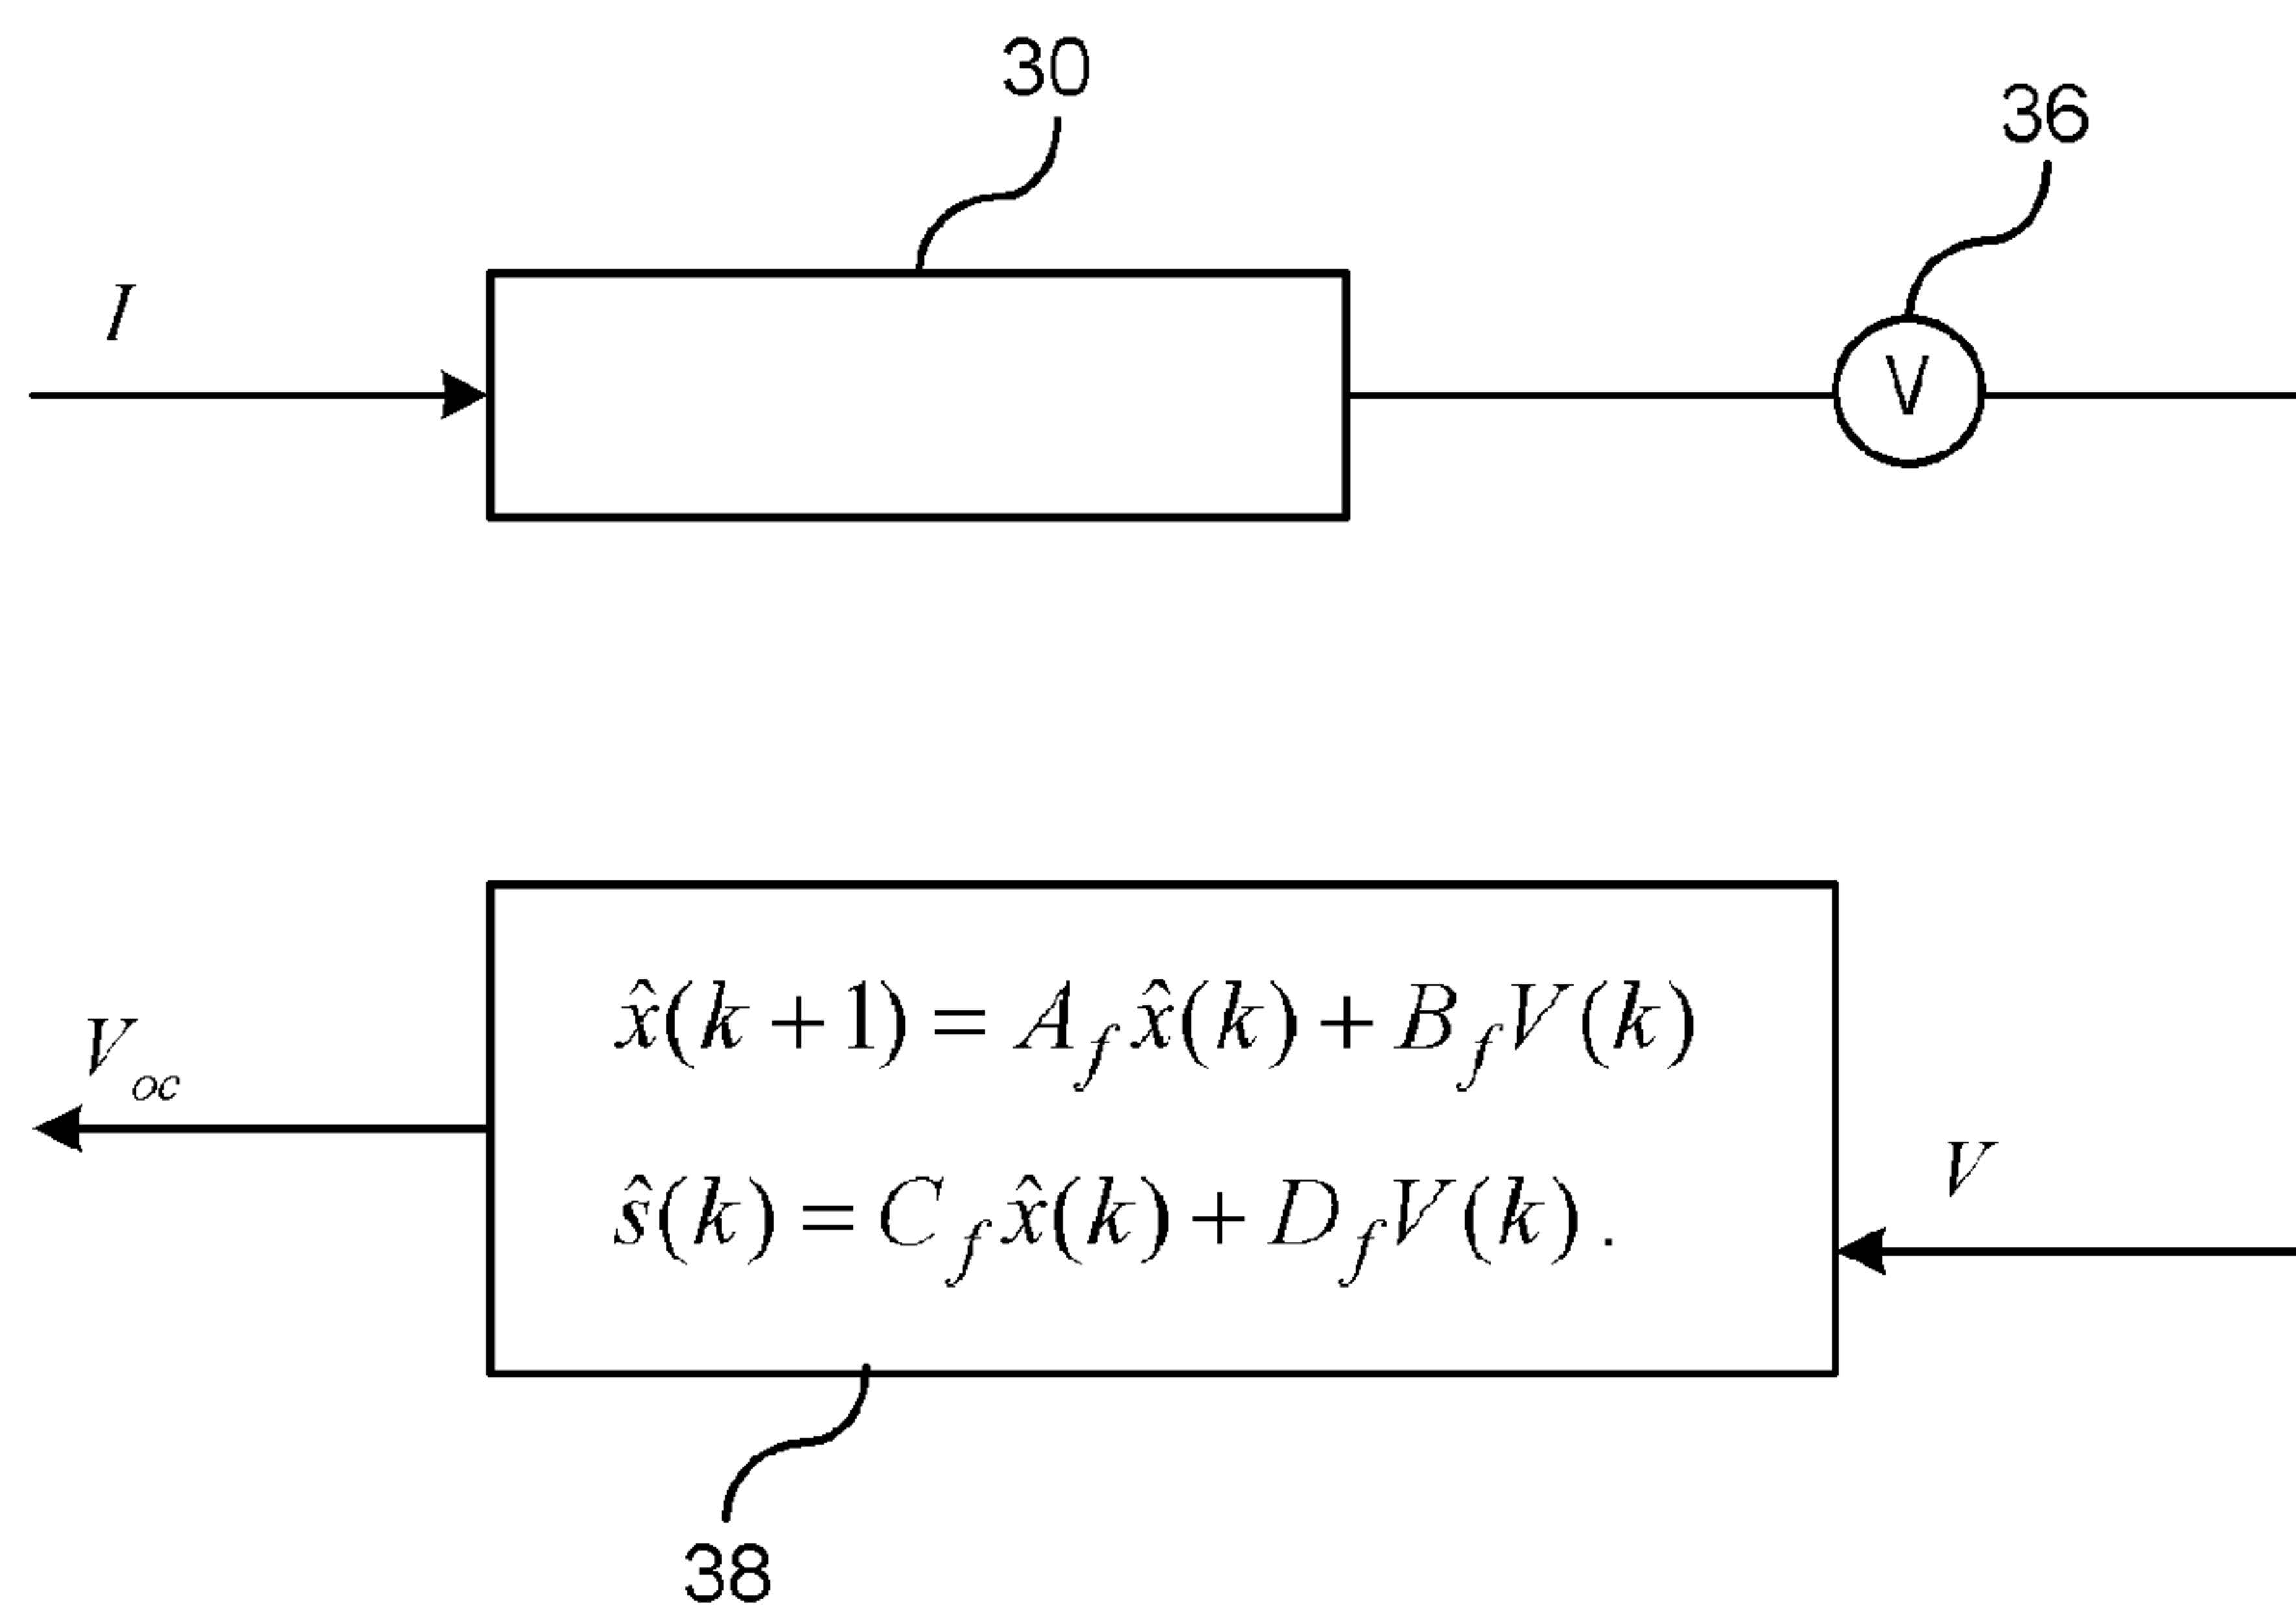 30
36
I
V
x̂(k+1) = A_f x̂(k) + B_f V(k)
V_oc
V
ŝ(k) = C_f x̂(k) + D_f V(k).
38